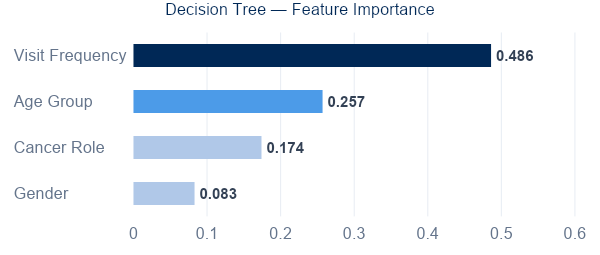 Decision Tree — Feature Importance
Visit Frequency 0.486
Age Group 0.257
Cancer Role 0.174
Gender 0.083
0 0.1 0.2 0.3 0.4 0.5 0.6